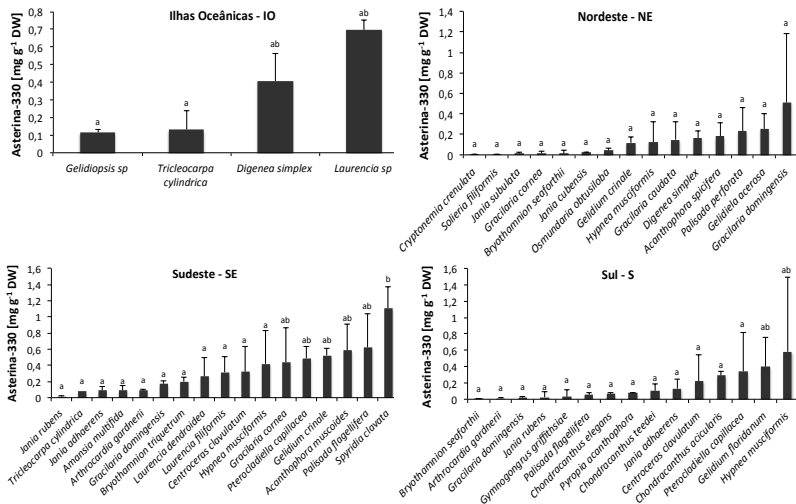 Ilhas Oceânicas - IO
Asterina-330 [mg g-1 DW]
0,8
0,7
0,6
0,5
0,4
0,3
0,2
0,1
0
a
a
ab
ab
Gelidiopsis sp
Tricleocarpa cylindrica
Digenea simplex
Laurencia sp
Nordeste - NE
Asterina-330 [mg g-1 DW]
1,4
1,2
1
0,8
0,6
0,4
0,2
0
a a a a a a a a a a a a a a a
Cryptonemia crenulata
Solieria filiformis
Jania subulata
Gracilaria cornea
Bryothamnion seaforthii
Jania cubensis
Osmundaria obtusiloba
Gelidium crinale
Hypnea musciformis
Gracilaria caudata
Digenea simplex
Acanthophora spicifera
Palisada perforata
Gelidiela acerosa
Gracilaria domingensis
Sudeste - SE
Asterina-330 [mg g-1 DW]
1,6
1,4
1,2
1
0,8
0,6
0,4
0,2
0
a a a a a a a a a a a ab ab ab ab ab b
Jania rubens
Tricleocarpa cylindrica
Jania adhaerens
Amansia multifida
Arthrocardia gardnerii
Gracilaria domingensis
Bryothamnion triquetrum
Laurencia dendroidea
Laurencia filiformis
Centroceras clavulatum
Hypnea musciformis
Gracilaria cornea
Pterocladiella capillacea
Gelidium crinale
Acanthophora muscoides
Palisada flagellifera
Spyridia clavata
Sul - S
Asterina-330 [mg g-1 DW]
1,6
1,4
1,2
1
0,8
0,6
0,4
0,2
0
a a a a a a a a a a a a a ab ab
Bryothamnion seaforthii
Arthrocardia gardnerii
Gracilaria domingensis
Jania rubens
Gymnogongrus griffthisiae
Palisada flagellifera
Chondracanthus elegans
Pyropia acanthophora
Chondracanthus teedei
Jania adhaerens
Centroceras clavulatum
Chondracanthus acicularis
Pterocladiella capillacea
Gelidium floridanum
Hypnea musciformis